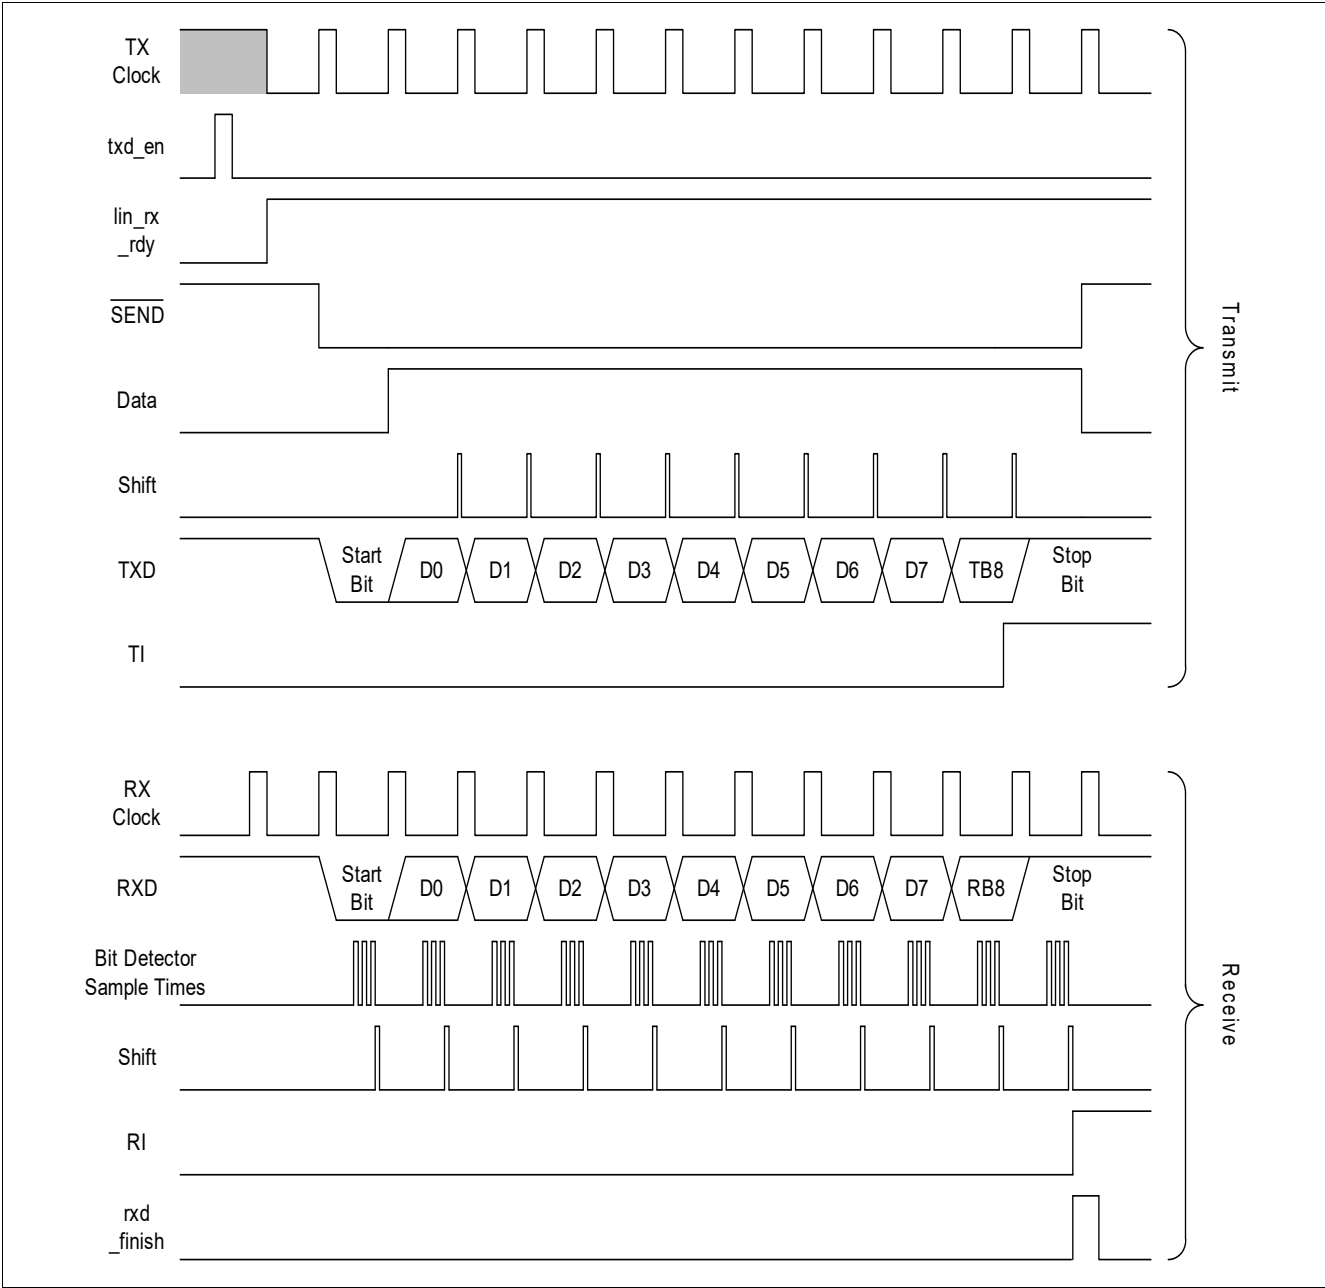 TX
Clock
txd_en
lin_rx
_rdy
SEND
Transmit
Data
Shift
TXD
Start
Bit
D0
D1
D2
D3
D4
D5
D6
D7
TB8
Stop
Bit
TI
RX
Clock
RXD
Start
Bit
D0
D1
D2
D3
D4
D5
D6
D7
RB8
Stop
Bit
Bit Detector
Sample Times
Receive
Shift
RI
rxd
_finish